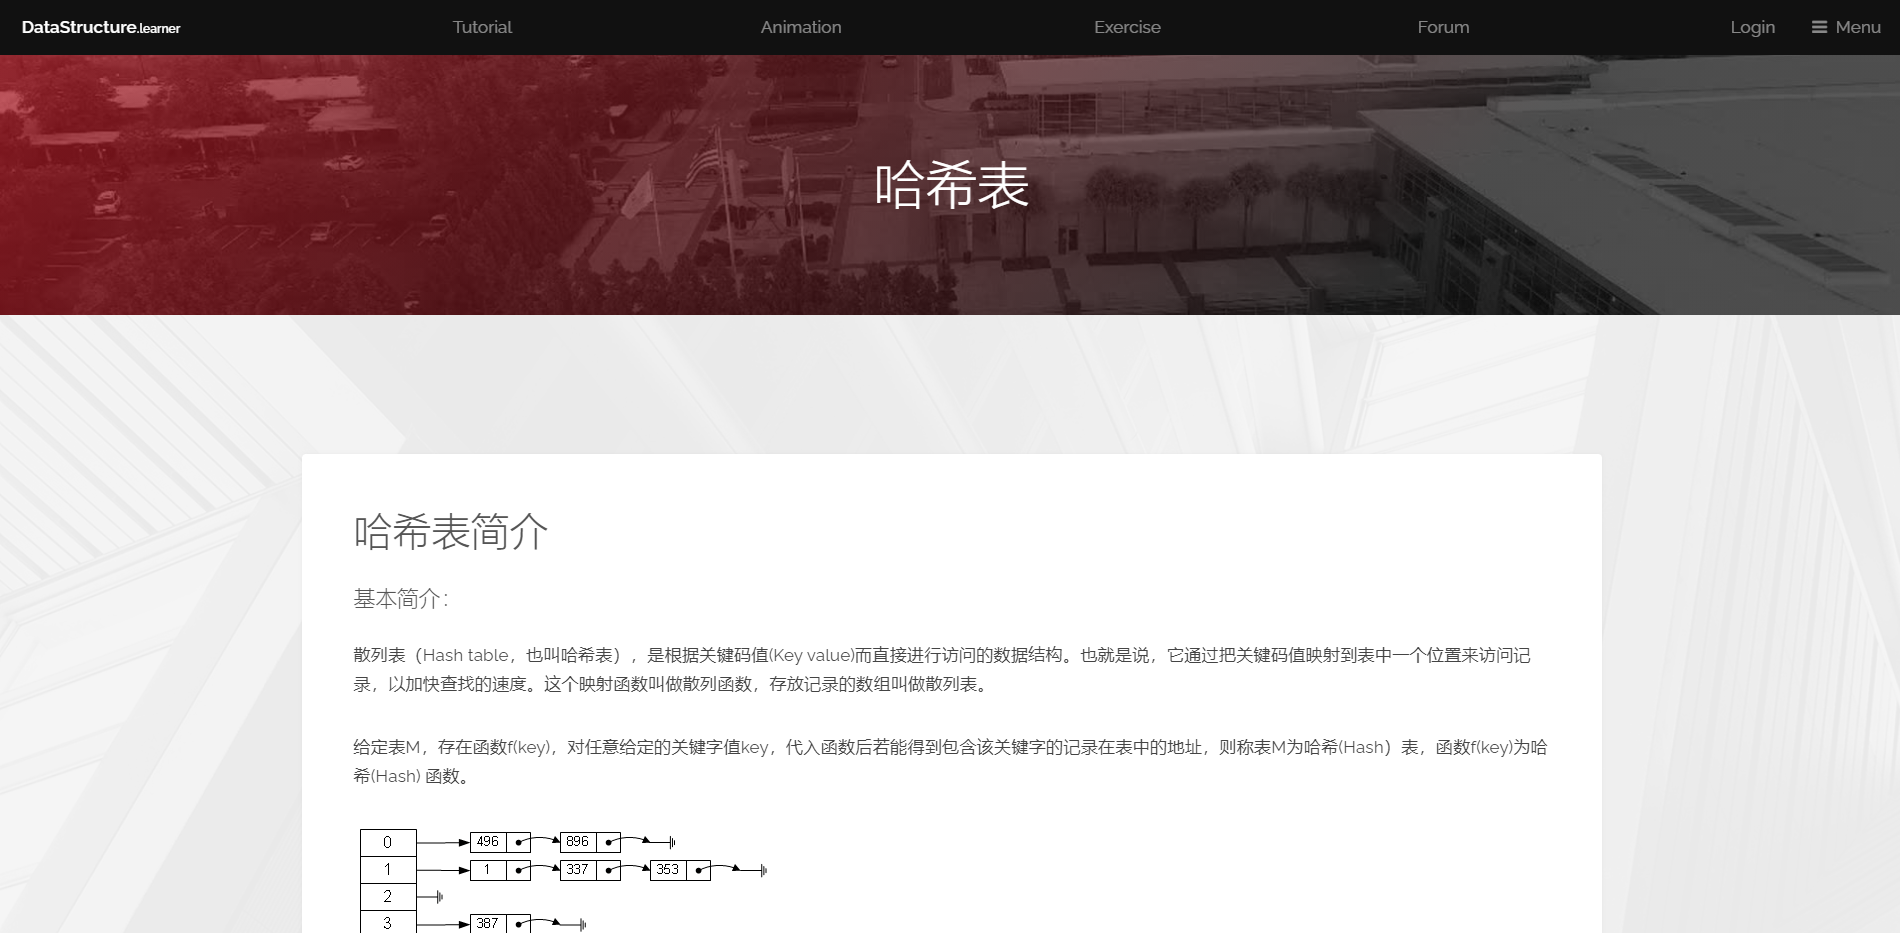 DataStructure.learner Tutorial Animation Exercise Forum Login Menu
哈希表
哈希表简介
基本简介：
散列表（Hash table，也叫哈希表），是根据关键码值(Key value)而直接进行访问的数据结构。也就是说，它通过把关键码值映射到表中一个位置来访问记
录，以加快查找的速度。这个映射函数叫做散列函数，存放记录的数组叫做散列表。
给定表M，存在函数f(key)，对任意给定的关键字值key，代入函数后若能得到包含该关键字的记录在表中的地址，则称表M为哈希(Hash）表，函数f(key)为哈
希(Hash) 函数。
0 496 896
1 1 337 353
2
3 387